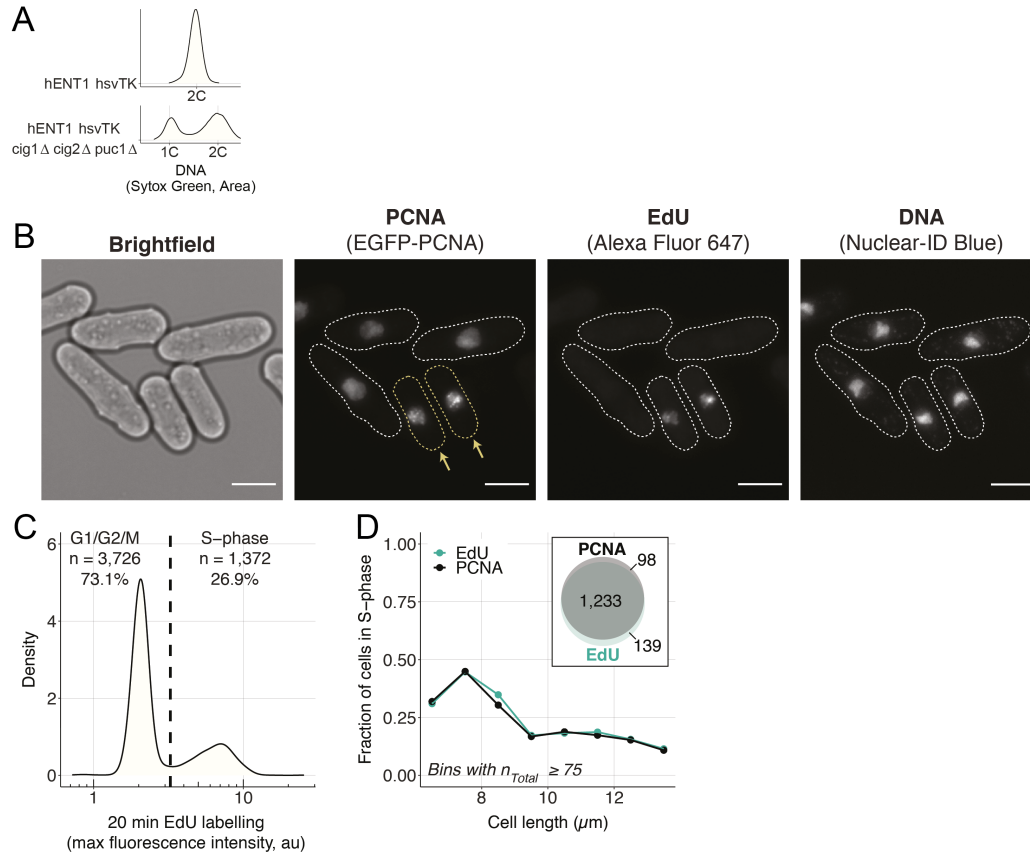 A
hENT1 hsvTK
2C
hENT1 hsvTK
cig1Δ cig2Δ puc1Δ
1C 2C
DNA
(Sytox Green, Area)
B
Brightfield
PCNA
(EGFP-PCNA)
EdU
(Alexa Fluor 647)
DNA
(Nuclear-ID Blue)
C
G1/G2/M
n = 3,726
73.1%
S−phase
n = 1,372
26.9%
6
4
2
0
Density
1 10
20 min EdU labelling
(max fluorescence intensity, au)
D
EdU
PCNA
PCNA
98
1,233
139
EdU
1.00
0.75
0.50
0.25
0.00
Fraction of cells in S−phase
Bins with n Total ≥ 75
8 10 12
Cell length (µm)